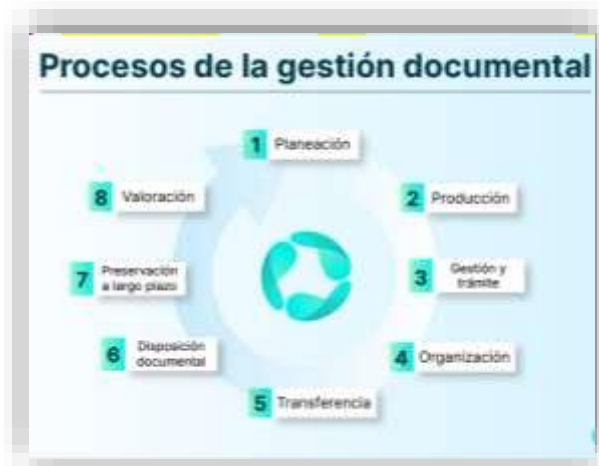 Procesos de la gestión documental
1 Planeación
2 Producción
3 Gestión y
trámite
4 Organización
5 Transferencia
6 Disposición
documental
7 Preservación
a largo plazo
8 Valoración